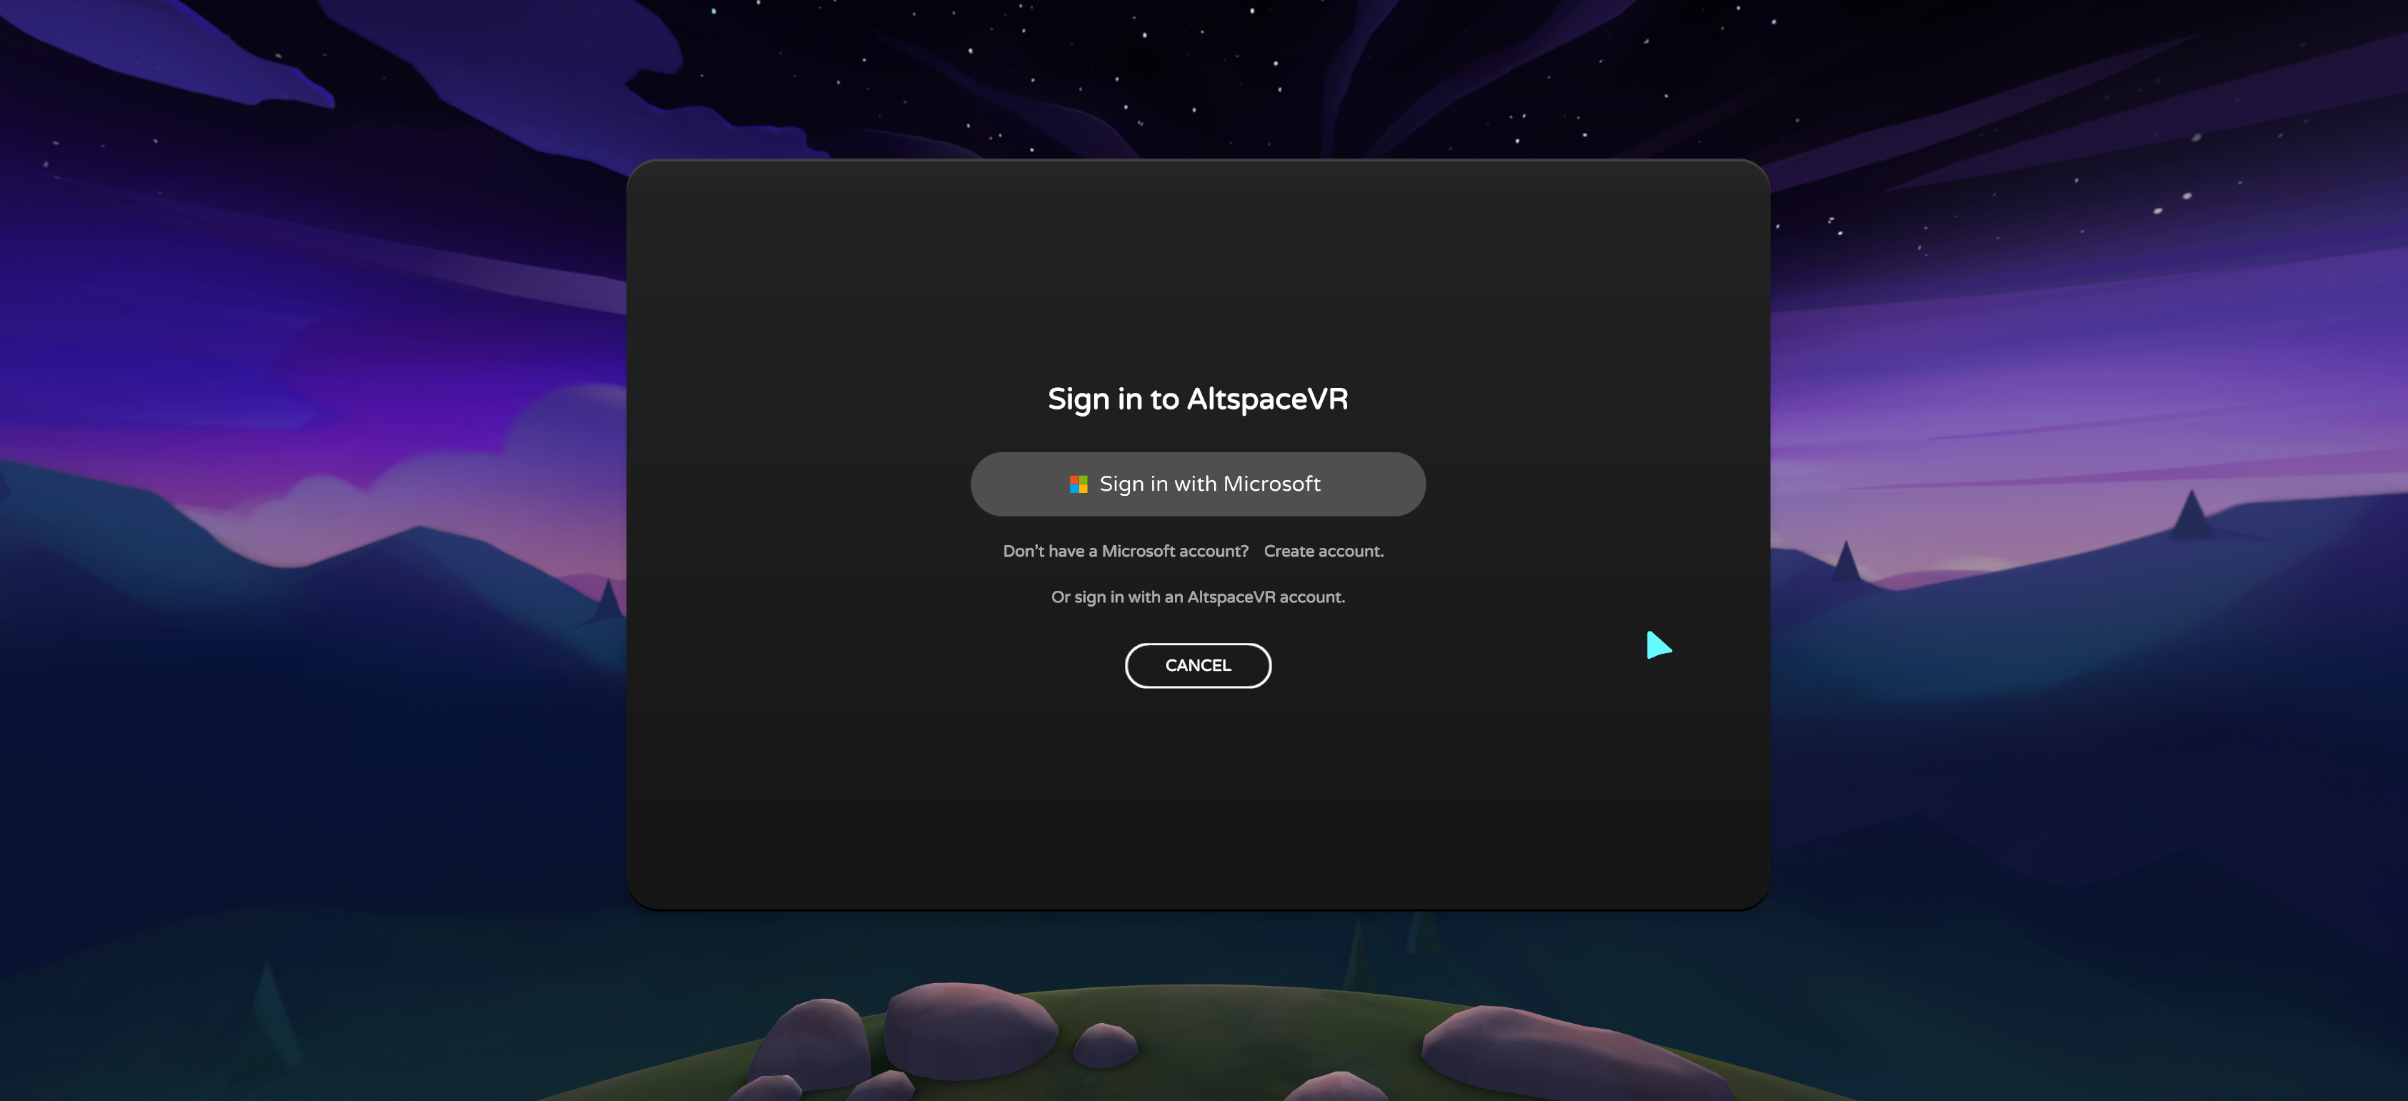 Sign in to AltspaceVR
Sign in with Microsoft
Don't have a Microsoft account? Create account.
Or sign in with an AltspaceVR account.
CANCEL